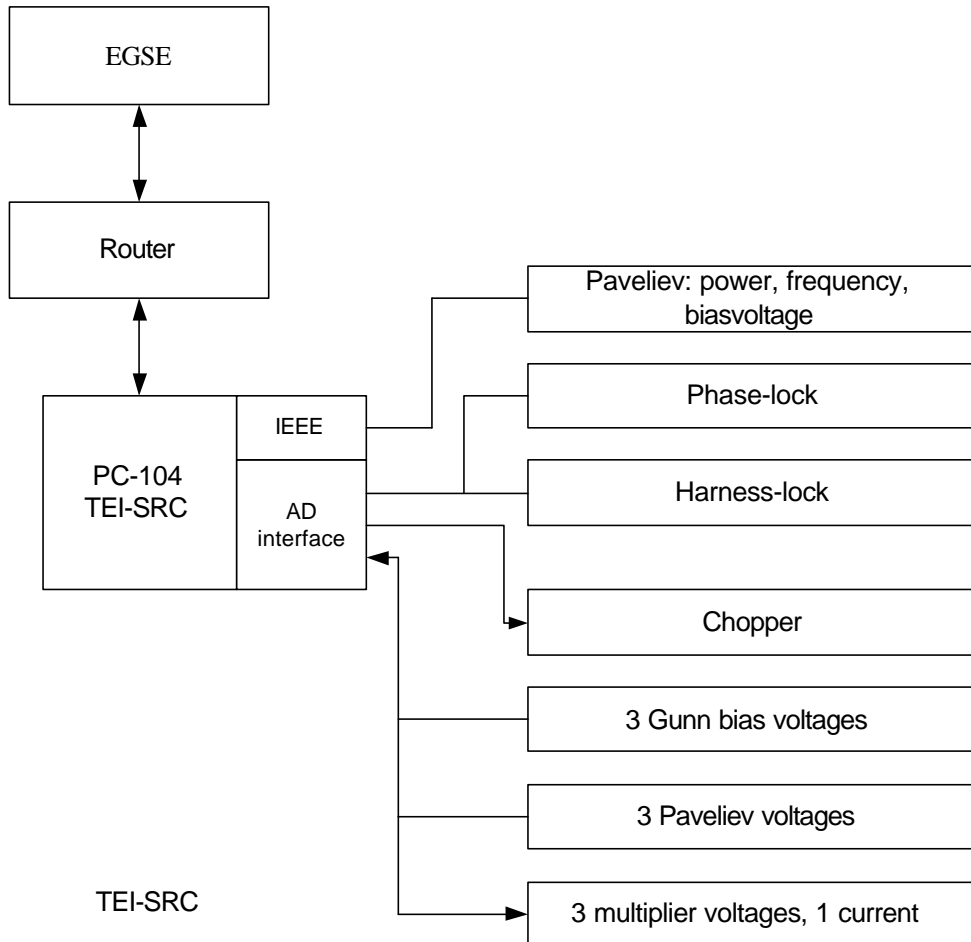 EGSE
Router
Paveliev: power, frequency,
biasvoltage
Phase-lock
IEEE
PC-104
TEI-SRC
Harness-lock
AD
interface
Chopper
3 Gunn bias voltages
3 Paveliev voltages
TEI-SRC
3 multiplier voltages, 1 current